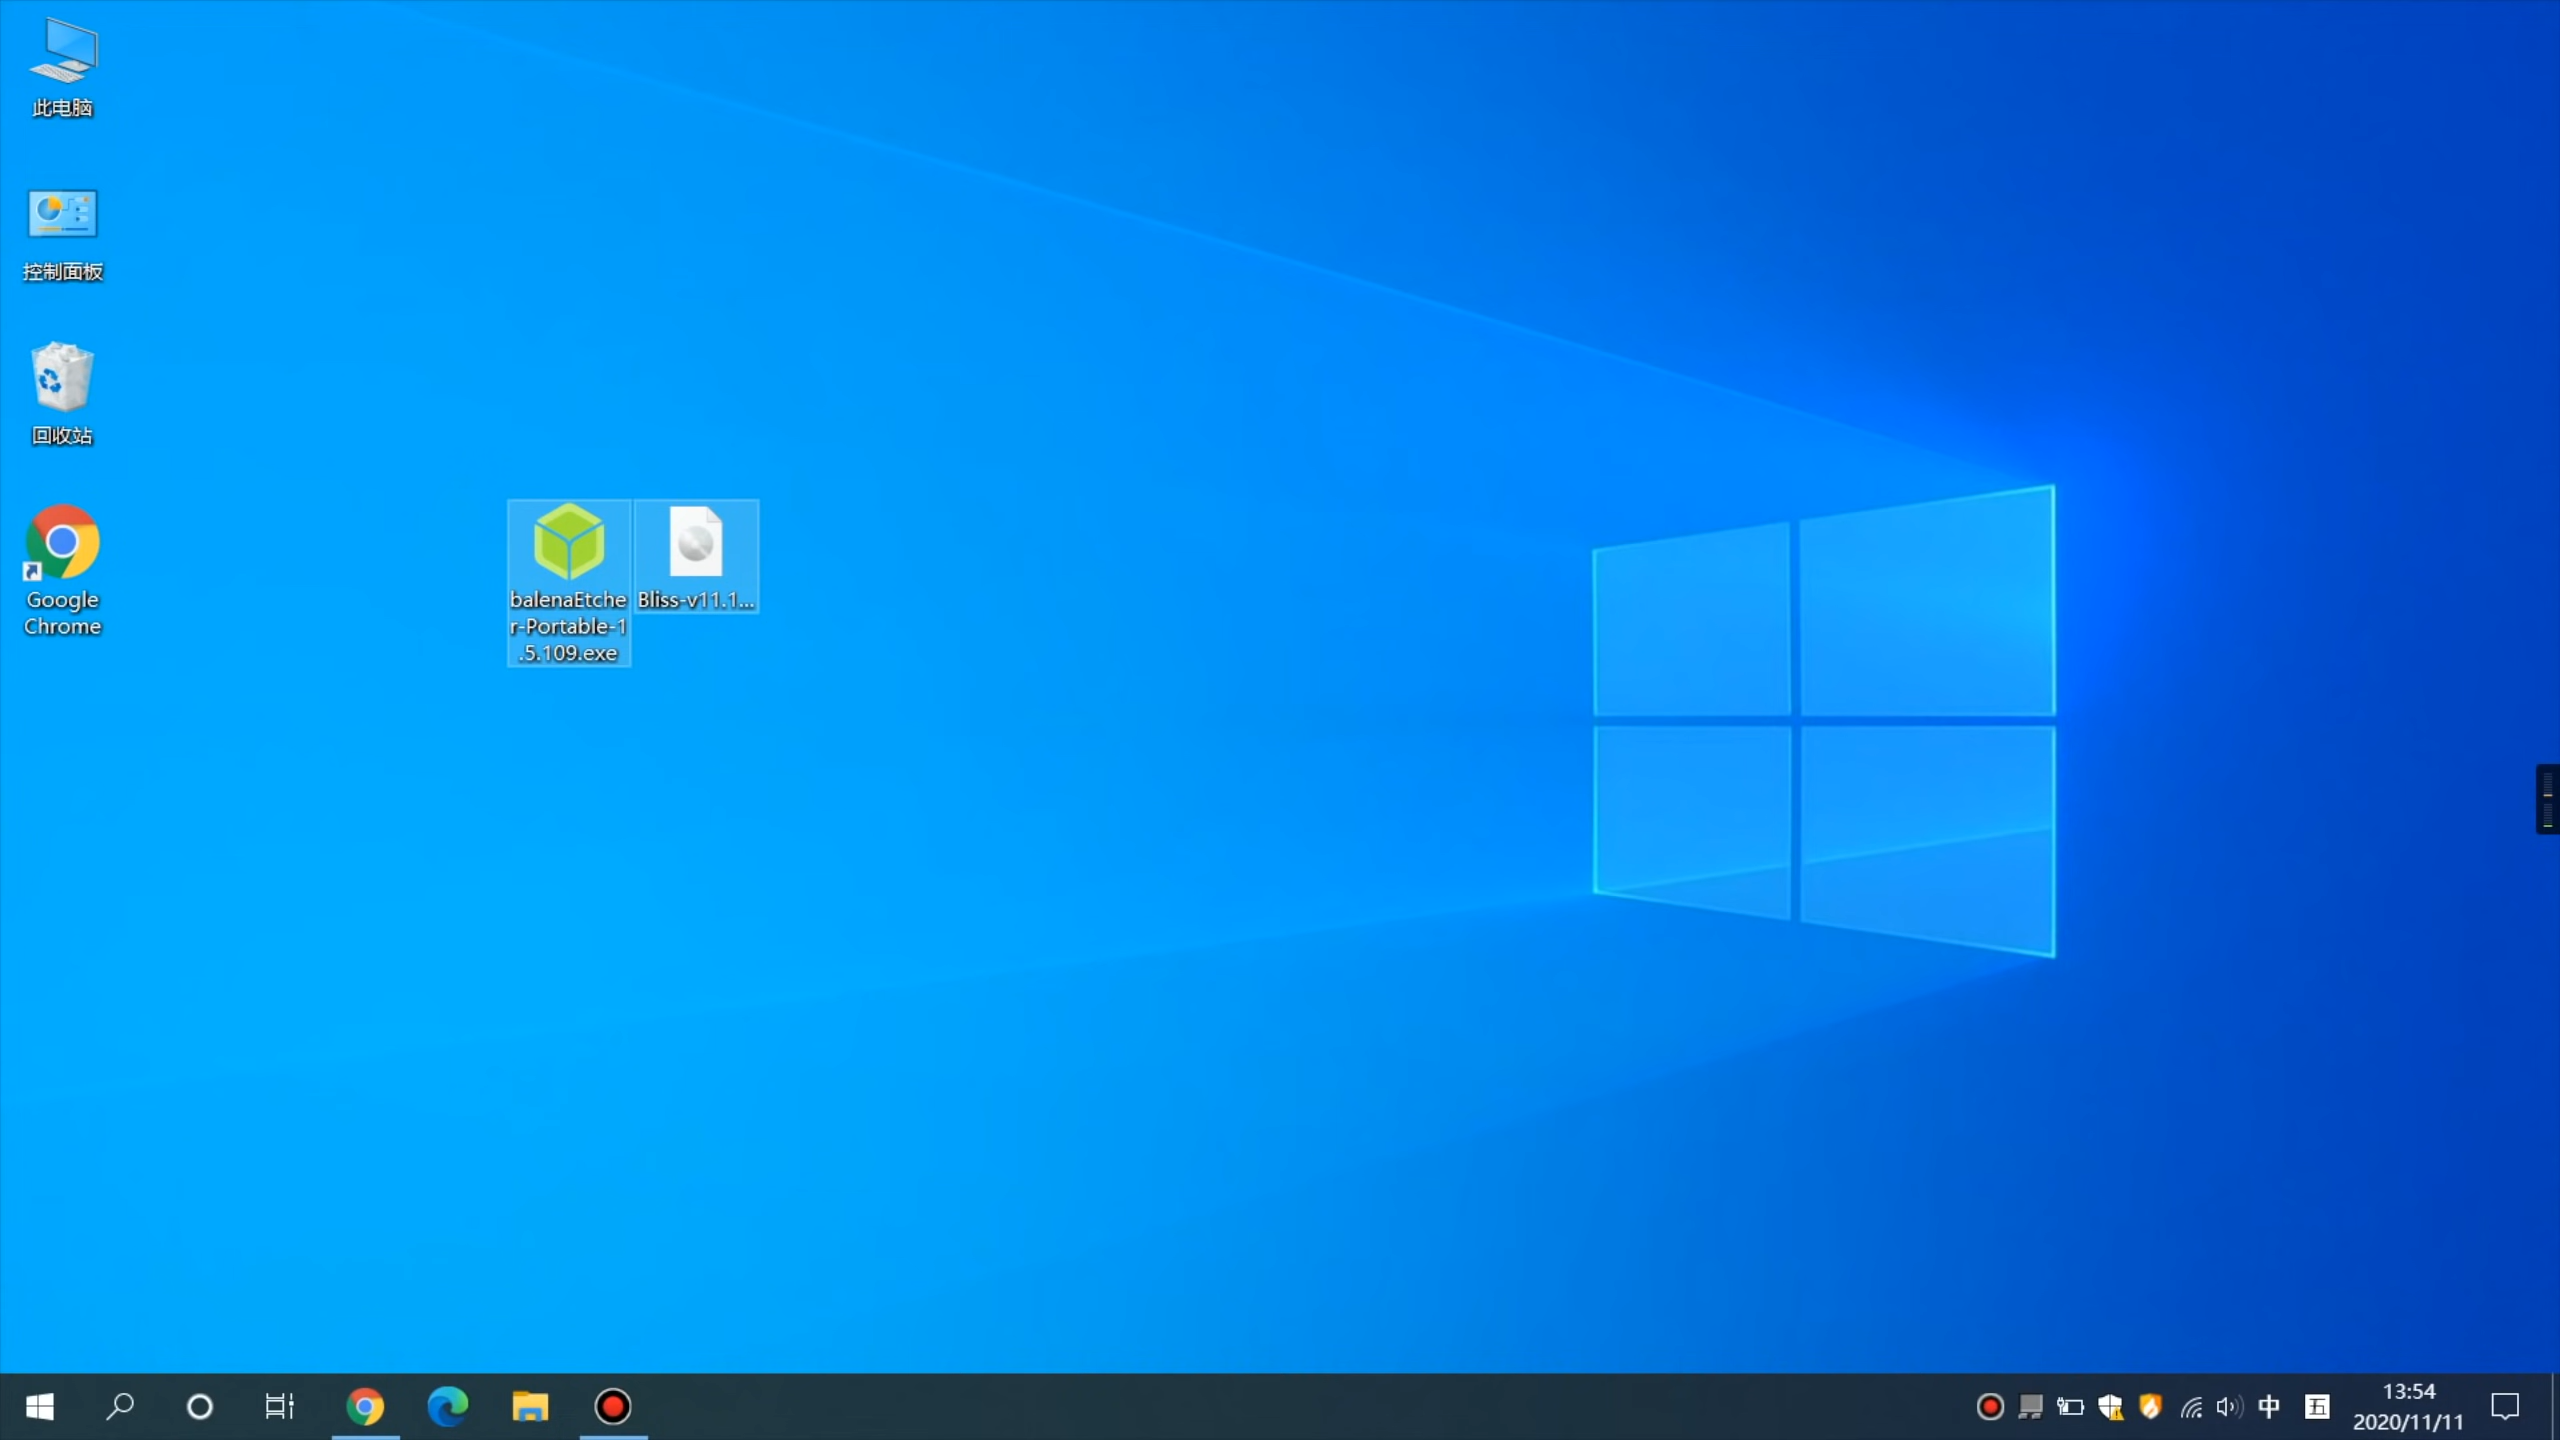 此电脑
控制面板
回收站
Google
Chrome
balenaEtche
r-Portable-1
.5.109.exe
Bliss-v11.1...
中
五
13:54
2020/11/11